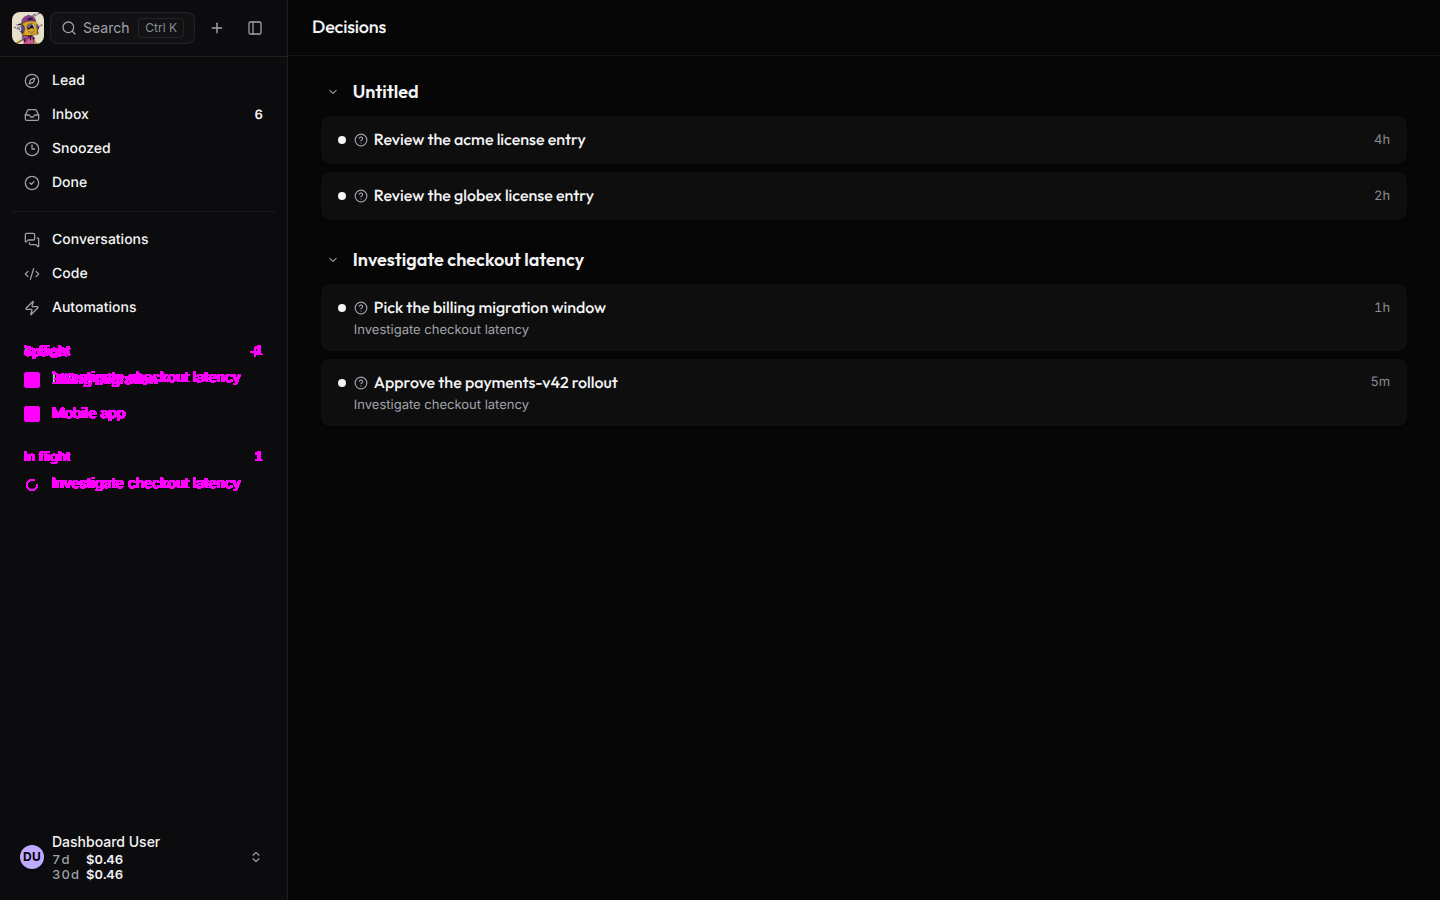 Search
Ctrl K
Lead
Inbox
6
Snoozed
Done
Conversations
Code
Automations
checkout latency
Mobile app
In flight
1
Investigate checkout latency
Dashboard User
DU
7d $0.46
30d $0.46
Decisions
Untitled
Review the acme license entry
4h
Review the globex license entry
2h
Investigate checkout latency
Pick the billing migration window
1h
Investigate checkout latency
Approve the payments-v42 rollout
5m
Investigate checkout latency